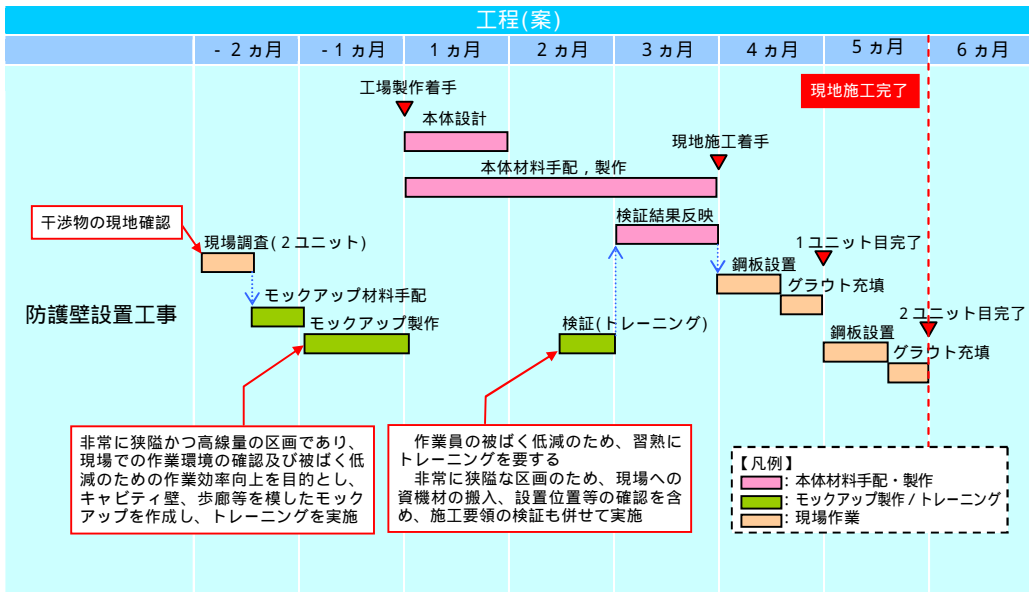 工程(案)
- 2 ヵ月
- 1 ヵ月
1 ヵ月
2 ヵ月
3 ヵ月
4 ヵ月
5 ヵ月
6 ヵ月
現地施工完了
工場製作着手
本体設計
現地施工着手
本体材料手配 , 製作
干渉物の現地確認
検証結果反映
現場調査( 2 ユニット)
1 ユニット目完了
鋼板設置
グラウト充填
モックアップ材料手配
防護壁設置工事
モックアップ製作
検証(トレーニング)
2 ユニット目完了
鋼板設置
グラウト充填
非常に狭隘かつ高線量の区画であり、
現場での作業環境の確認及び被ばく低
減のための作業効率向上を目的とし、
キャビティ壁、歩廊等を模したモック
アップを作成し、トレーニングを実施
作業員の被ばく低減のため、習熟に
トレーニングを要する
非常に狭隘な区画のため、現場への
資機材の搬入、設置位置等の確認を含
め、施工要領の検証も併せて実施
【凡例】
: 本体材料手配・製作
: モックアップ製作 / トレーニング
: 現場作業